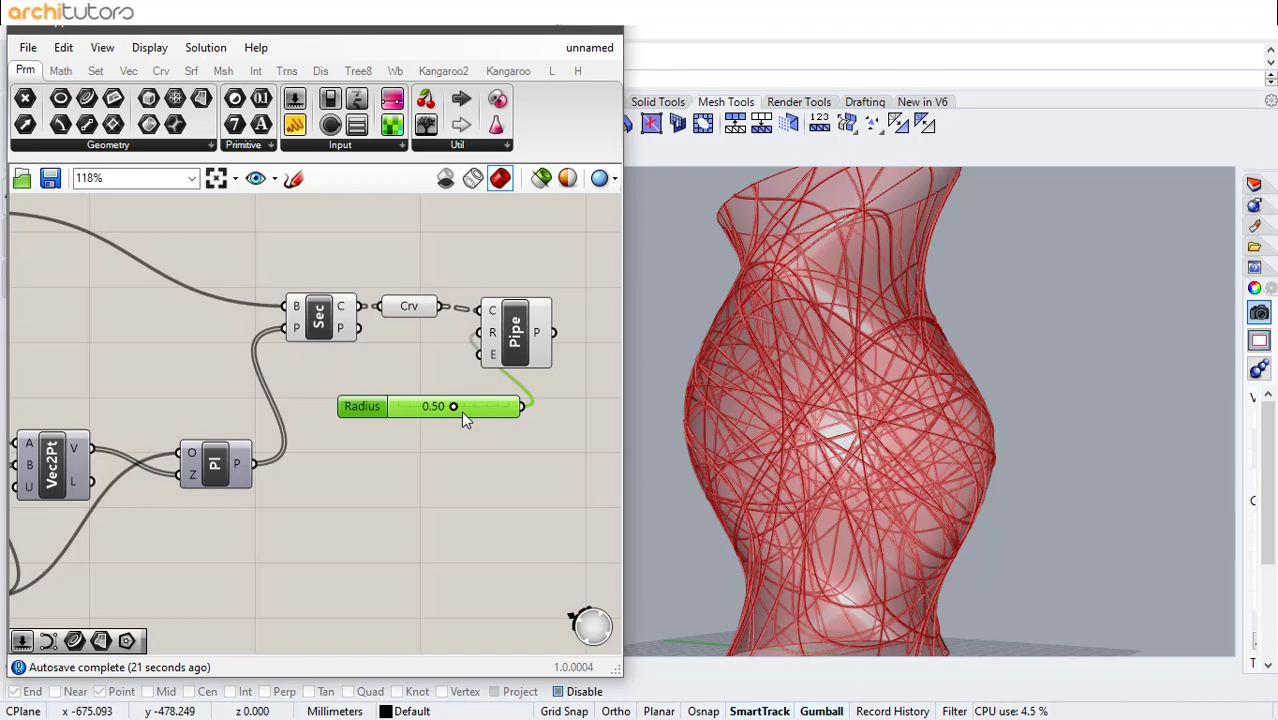 architutors
File Edit View Display Solution Help unnamed
Prm Math Set Vec Crv Srf Msh Int Trns Dis Tree8 Wb Kangaroo2 Kangaroo L H
Solid Tools Mesh Tools Render Tools Drafting New in V6
123
Geometry Primitive Input Util
118%
B Sec C
P P
Crv
C Pipe P
R
E
Radius 0.50
A Vec2Pt V
B L
U
O Pl P
Z
Autosave complete (21 seconds ago) 1.0.0004
End Near Point Mid Cen Int Perp Tan Quad Knot Vertex Project Disable
CPlane x -675.093 y -478.249 z 0.000 Millimeters Default Grid Snap Ortho Planar Osnap SmartTrack Gumball Record History Filter CPU use: 4.5 %